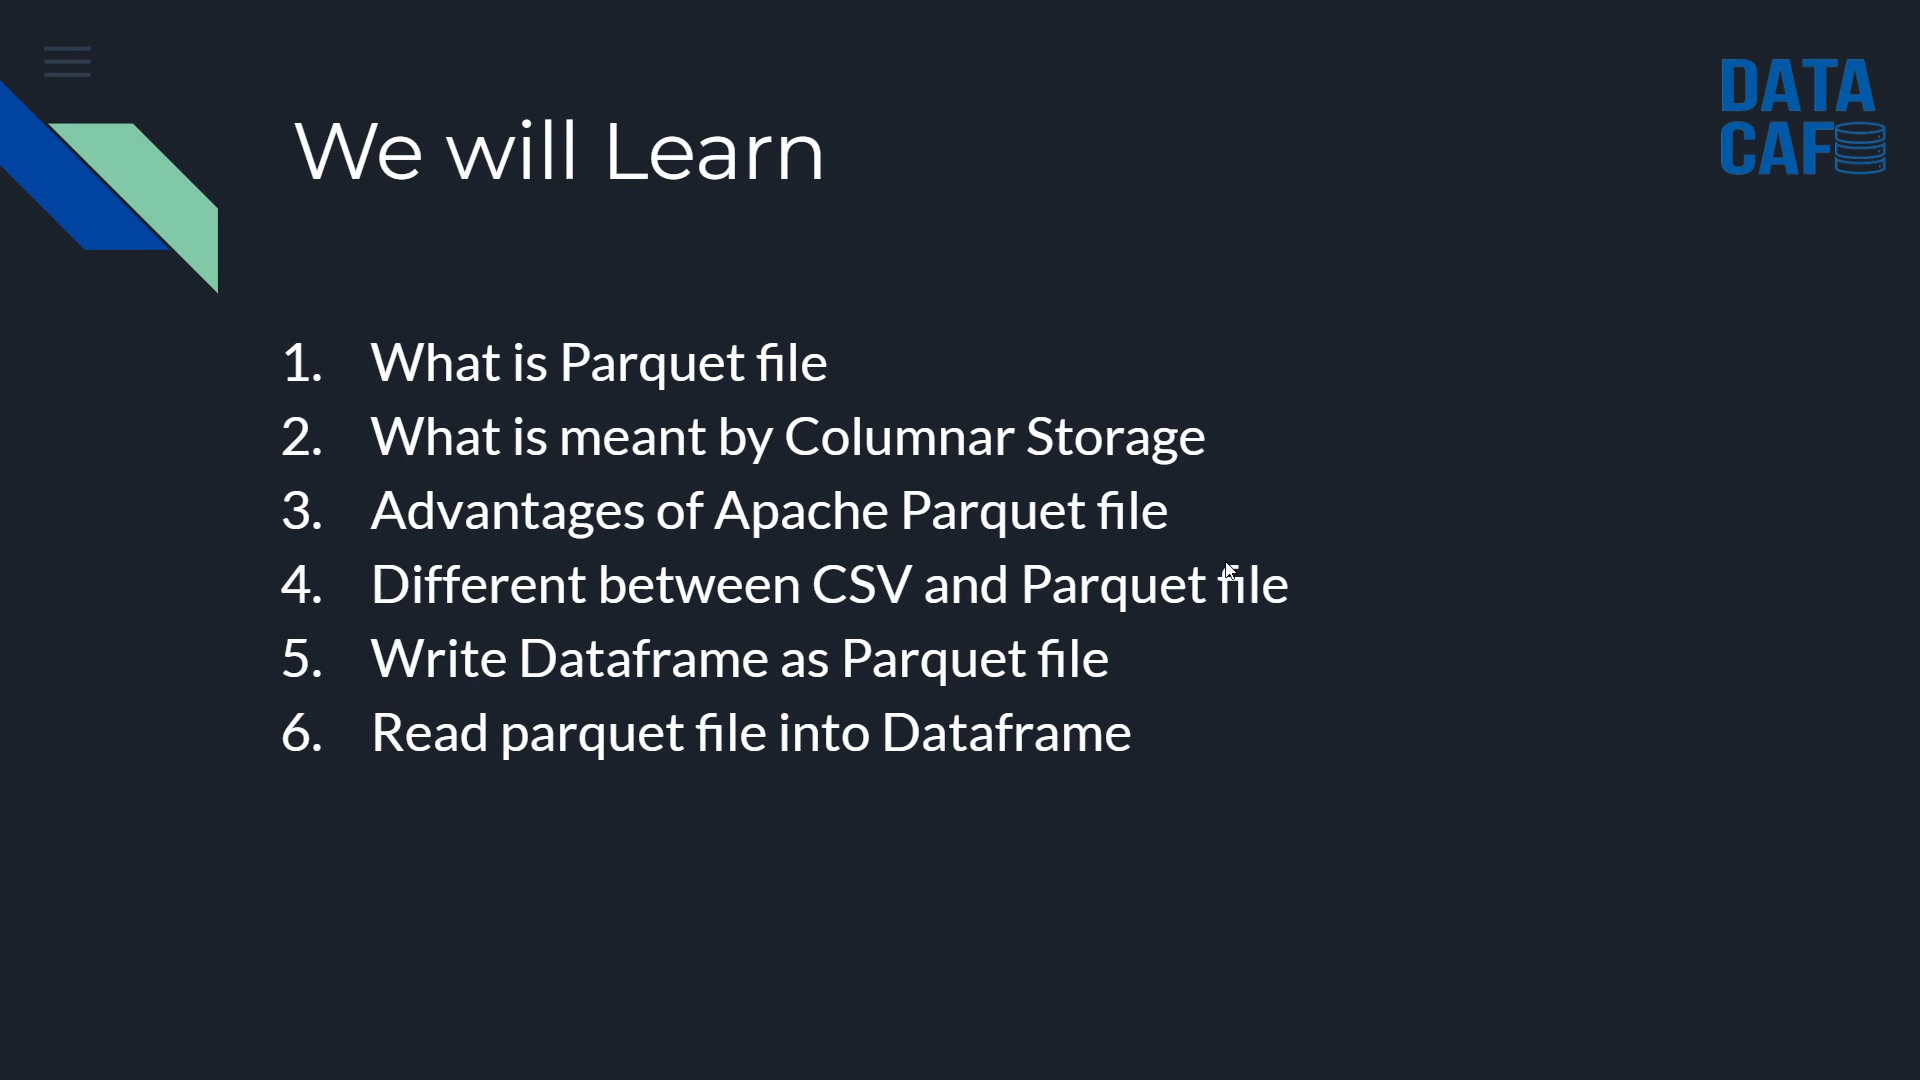 DATA
CAF
We will Learn
1. What is Parquet file
2. What is meant by Columnar Storage
3. Advantages of Apache Parquet file
4. Different between CSV and Parquet file
5. Write Dataframe as Parquet file
6. Read parquet file into Dataframe